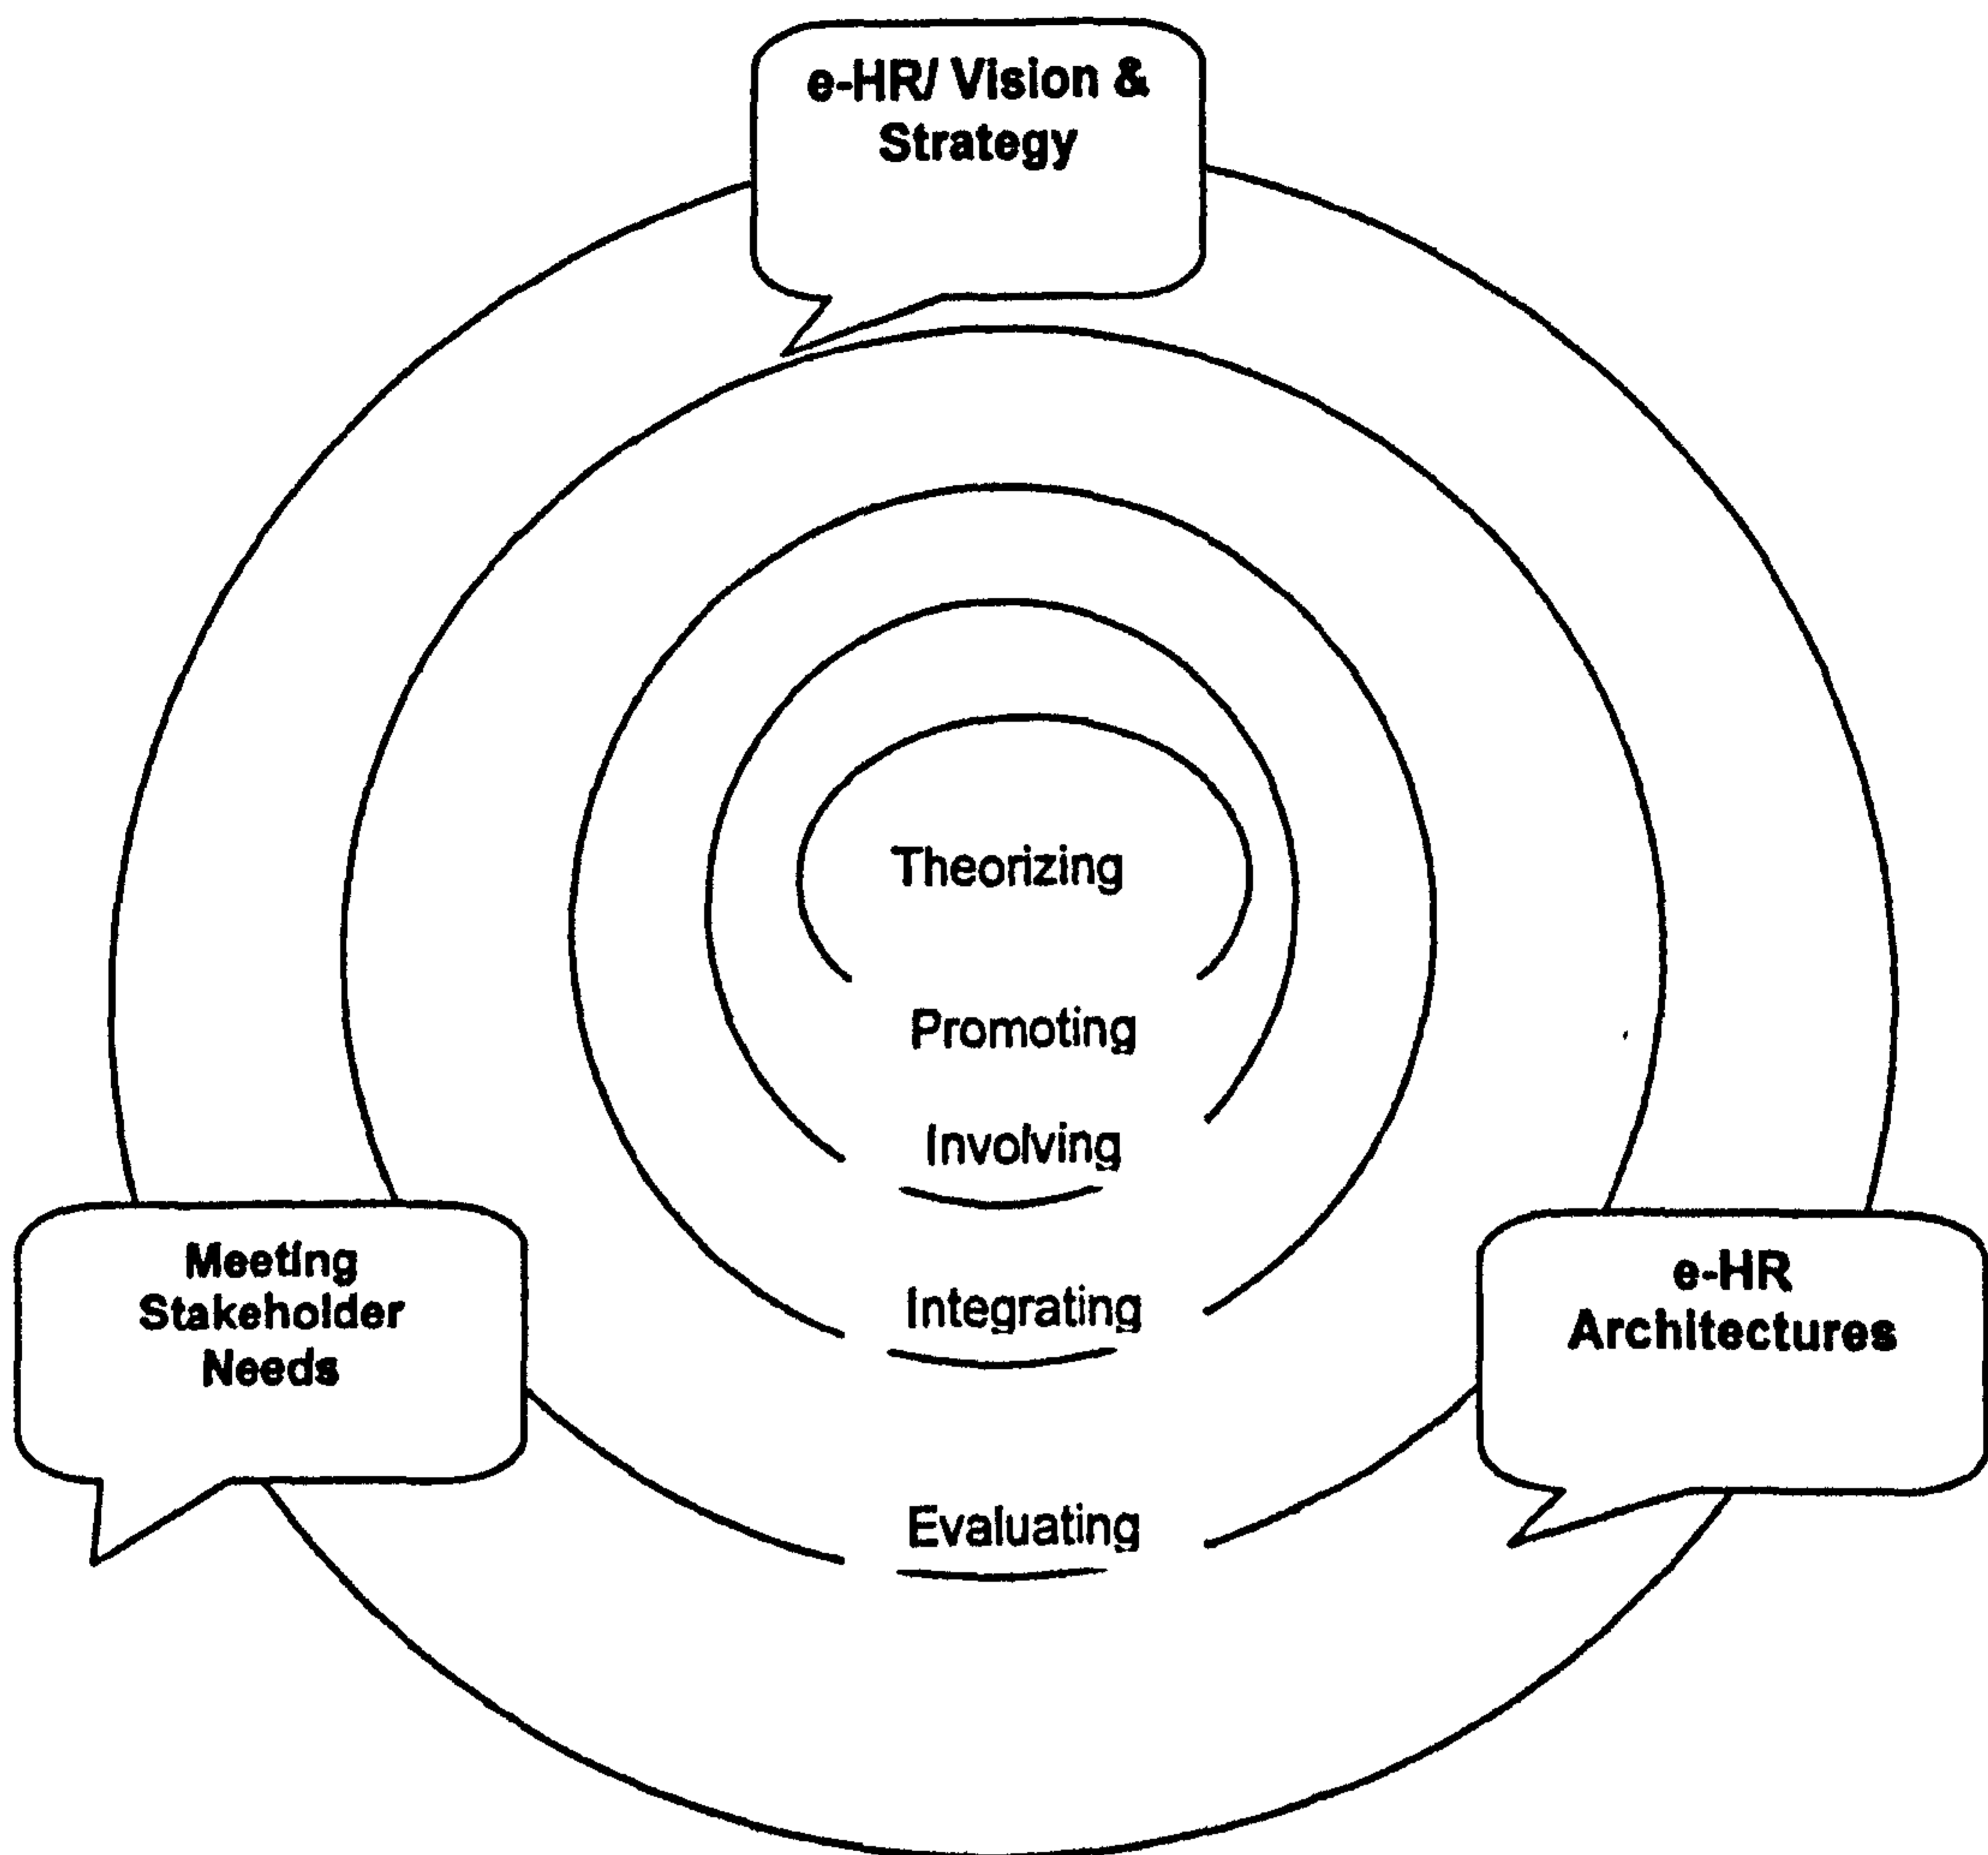 e-HR/ Vision &
Strategy
Theorizing
Promoting
Involving
Integrating
Evaluating
Meeting
Stakeholder
Needs
e-HR
Architectures